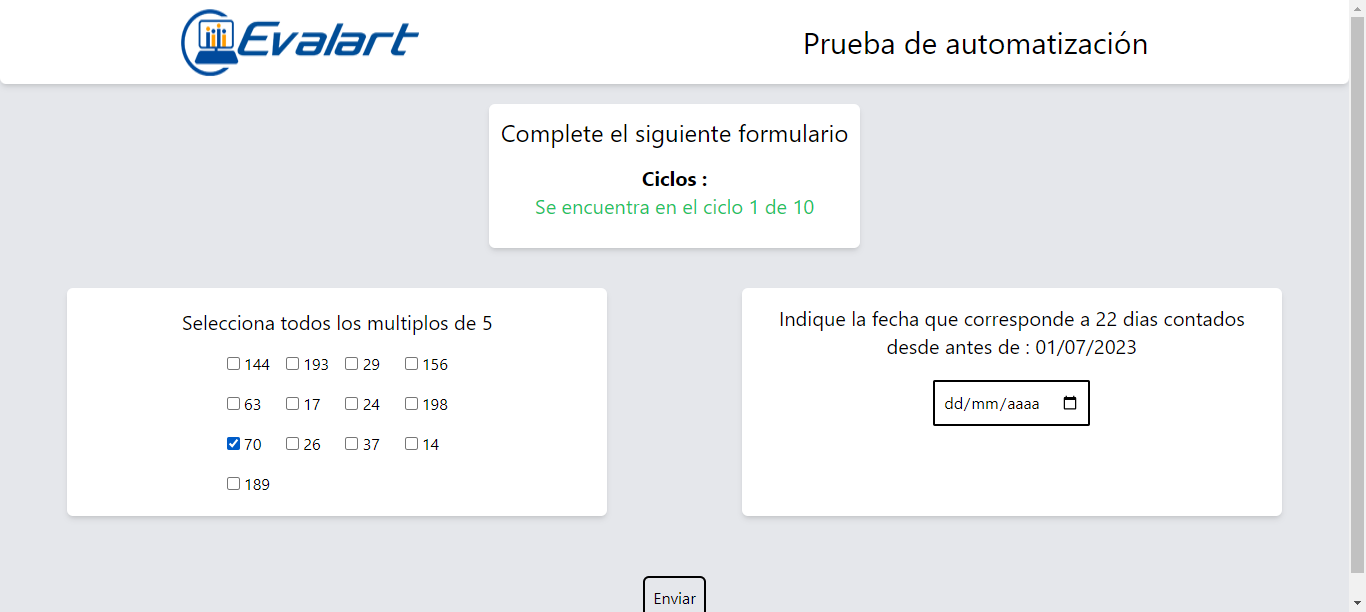 Evalart
Prueba de automatización
Complete el siguiente formulario
Ciclos :
Se encuentra en el ciclo 1 de 10
Selecciona todos los multiplos de 5
144 193 29 156
63 17 24 198
70 26 37 14
189
Indique la fecha que corresponde a 22 dias contados
desde antes de : 01/07/2023
dd/mm/aaaa
Enviar